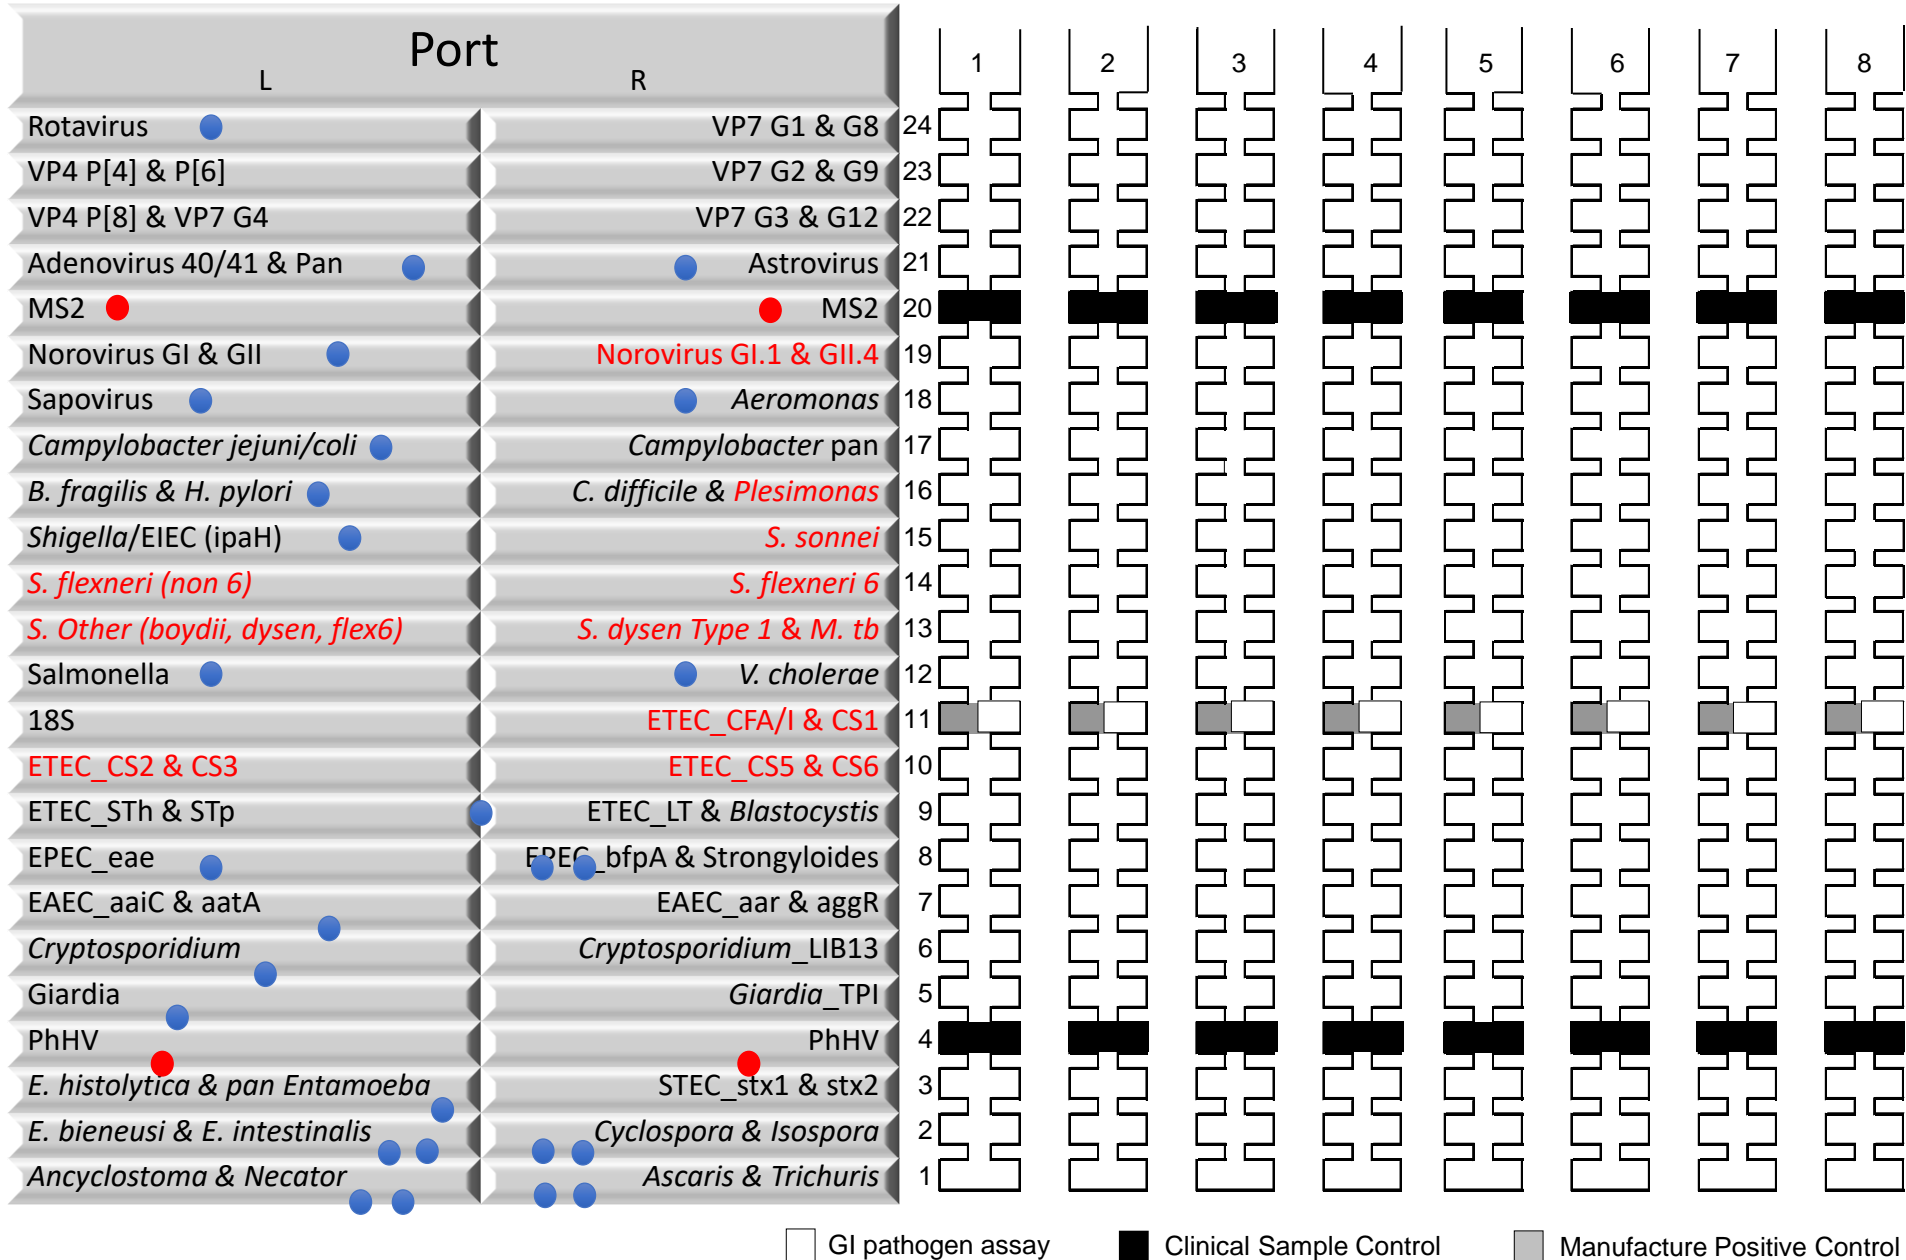 Port
L R
1 2 3 4 5 6 7 8
Rotavirus VP7 G1 & G8 24
VP4 P[4] & P[6] VP7 G2 & G9 23
VP4 P[8] & VP7 G4 VP7 G3 & G12 22
Adenovirus 40/41 & Pan Astrovirus 21
MS2 MS2 20
Norovirus GI & GII Norovirus GI.1 & GII.4 19
Sapovirus Aeromonas 18
Campylobacter jejuni/coli Campylobacter pan 17
B. fragilis & H. pylori C. difficile & Plesimonas 16
Shigella/EIEC (ipaH) S. sonnei 15
S. flexneri (non 6) S. flexneri 6 14
S. Other (boydii, dysen, flex6) S. dysen Type 1 & M. tb 13
Salmonella V. cholerae 12
18S ETEC_CFA/I & CS1 11
ETEC_CS2 & CS3 ETEC_CS5 & CS6 10
ETEC_STh & STp ETEC_LT & Blastocystis 9
EPEC_eae EPEC_bfpA & Strongyloides 8
EAEC_aaiC & aatA EAEC_aar & aggR 7
Cryptosporidium Cryptosporidium_LIB13 6
Giardia Giardia_TPI 5
PhHV PhHV 4
E. histolytica & pan Entamoeba STEC_stx1 & stx2 3
E. bieneusi & E. intestinalis Cyclospora & Isospora 2
Ancyclostoma & Necator Ascaris & Trichuris 1
GI pathogen assay Clinical Sample Control Manufacture Positive Control